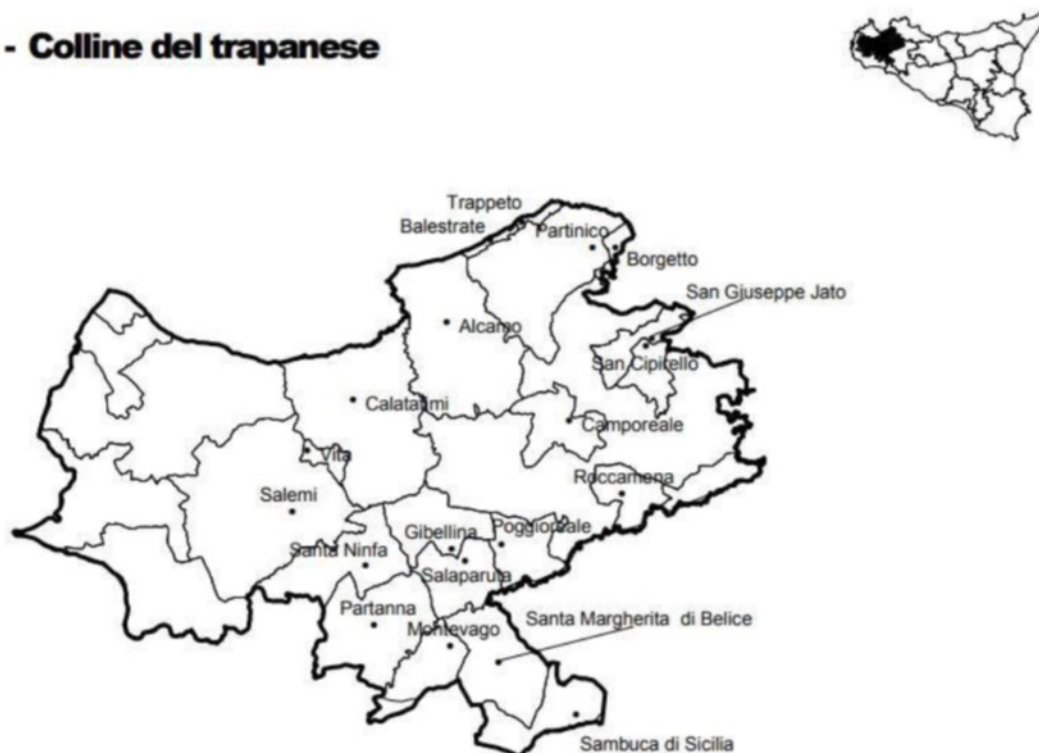 - Colline del trapanese
Trappeto
Balestrate
Partinico
Borgetto
San Giuseppe Jato
Alcamo
San Cipirello
Calatafimi
Camporeale
Vita
Roccamena
Salemi
Gibellina
Poggioreale
Santa Ninfa
Salaparuta
Partanna
Santa Margherita di Belice
Montevago
Sambuca di Sicilia